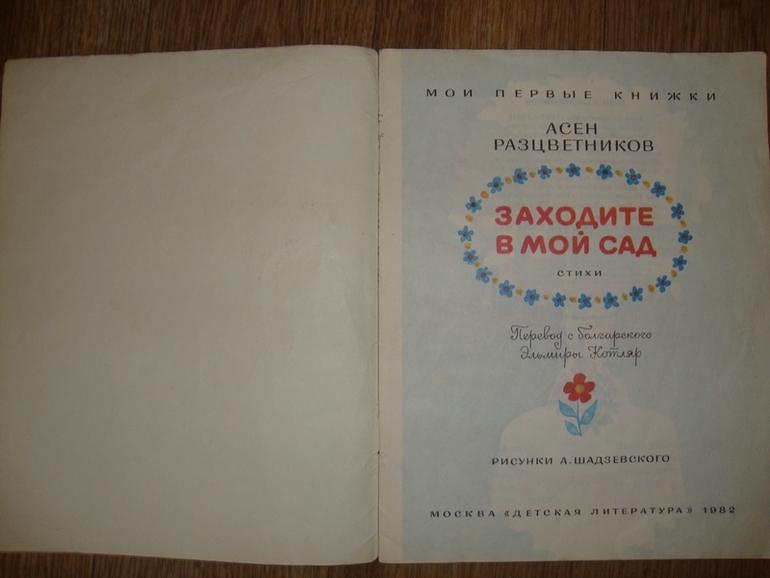 МОИ ПЕРВЫЕ КНИЖКИ
АСЕН
РАЗЦВЕТНИКОВ
ЗАХОДИТЕ
В МОЙ САД
СТИХИ
Перевод с болгарского
Эльмиры Котляр
РИСУНКИ А. ШАДЗЕВСКОГО
МОСКВА «ДЕТСКАЯ ЛИТЕРАТУРА» 1982